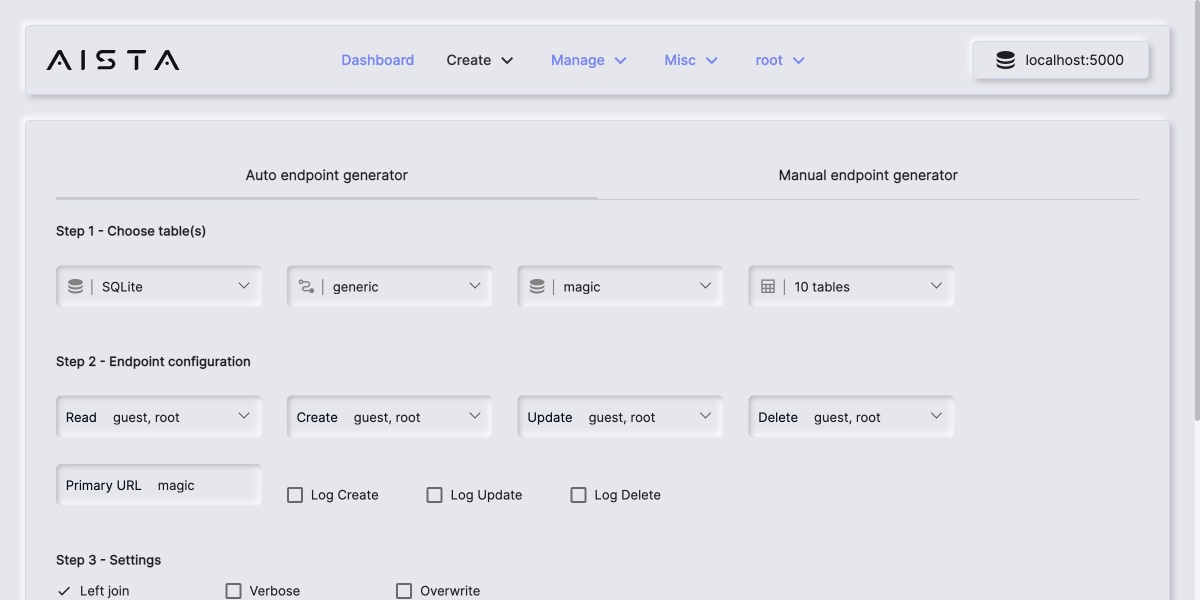 AISTA Dashboard Create Manage Misc root localhost:5000
Auto endpoint generator Manual endpoint generator
Step 1 - Choose table(s)
SQLite generic magic 10 tables
Step 2 - Endpoint configuration
Read guest, root Create guest, root Update guest, root Delete guest, root
Primary URL magic Log Create Log Update Log Delete
Step 3 - Settings
Left join Verbose Overwrite